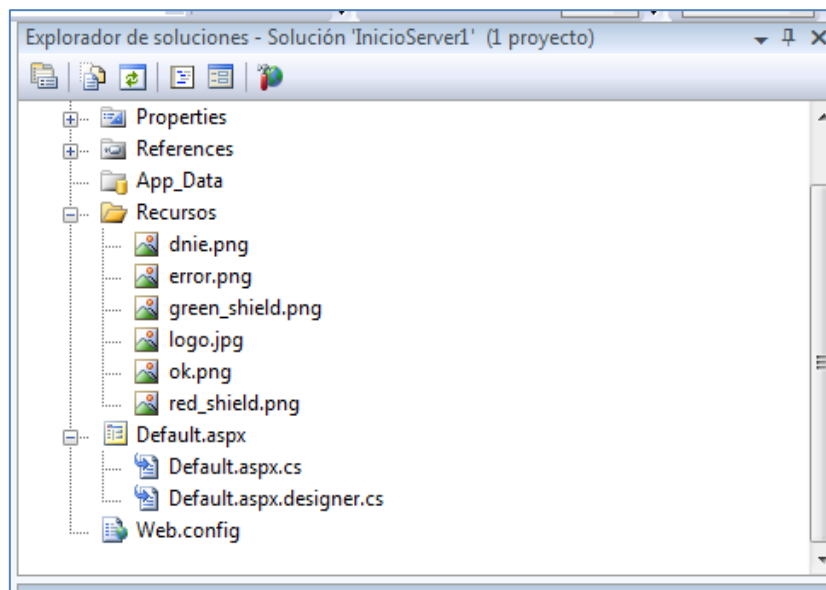 Explorador de soluciones - Solución 'InicioServer1' (1 proyecto)
Properties
References
App_Data
Recursos
dnie.png
error.png
green_shield.png
logo.jpg
ok.png
red_shield.png
Default.aspx
Default.aspx.cs
Default.aspx.designer.cs
Web.config